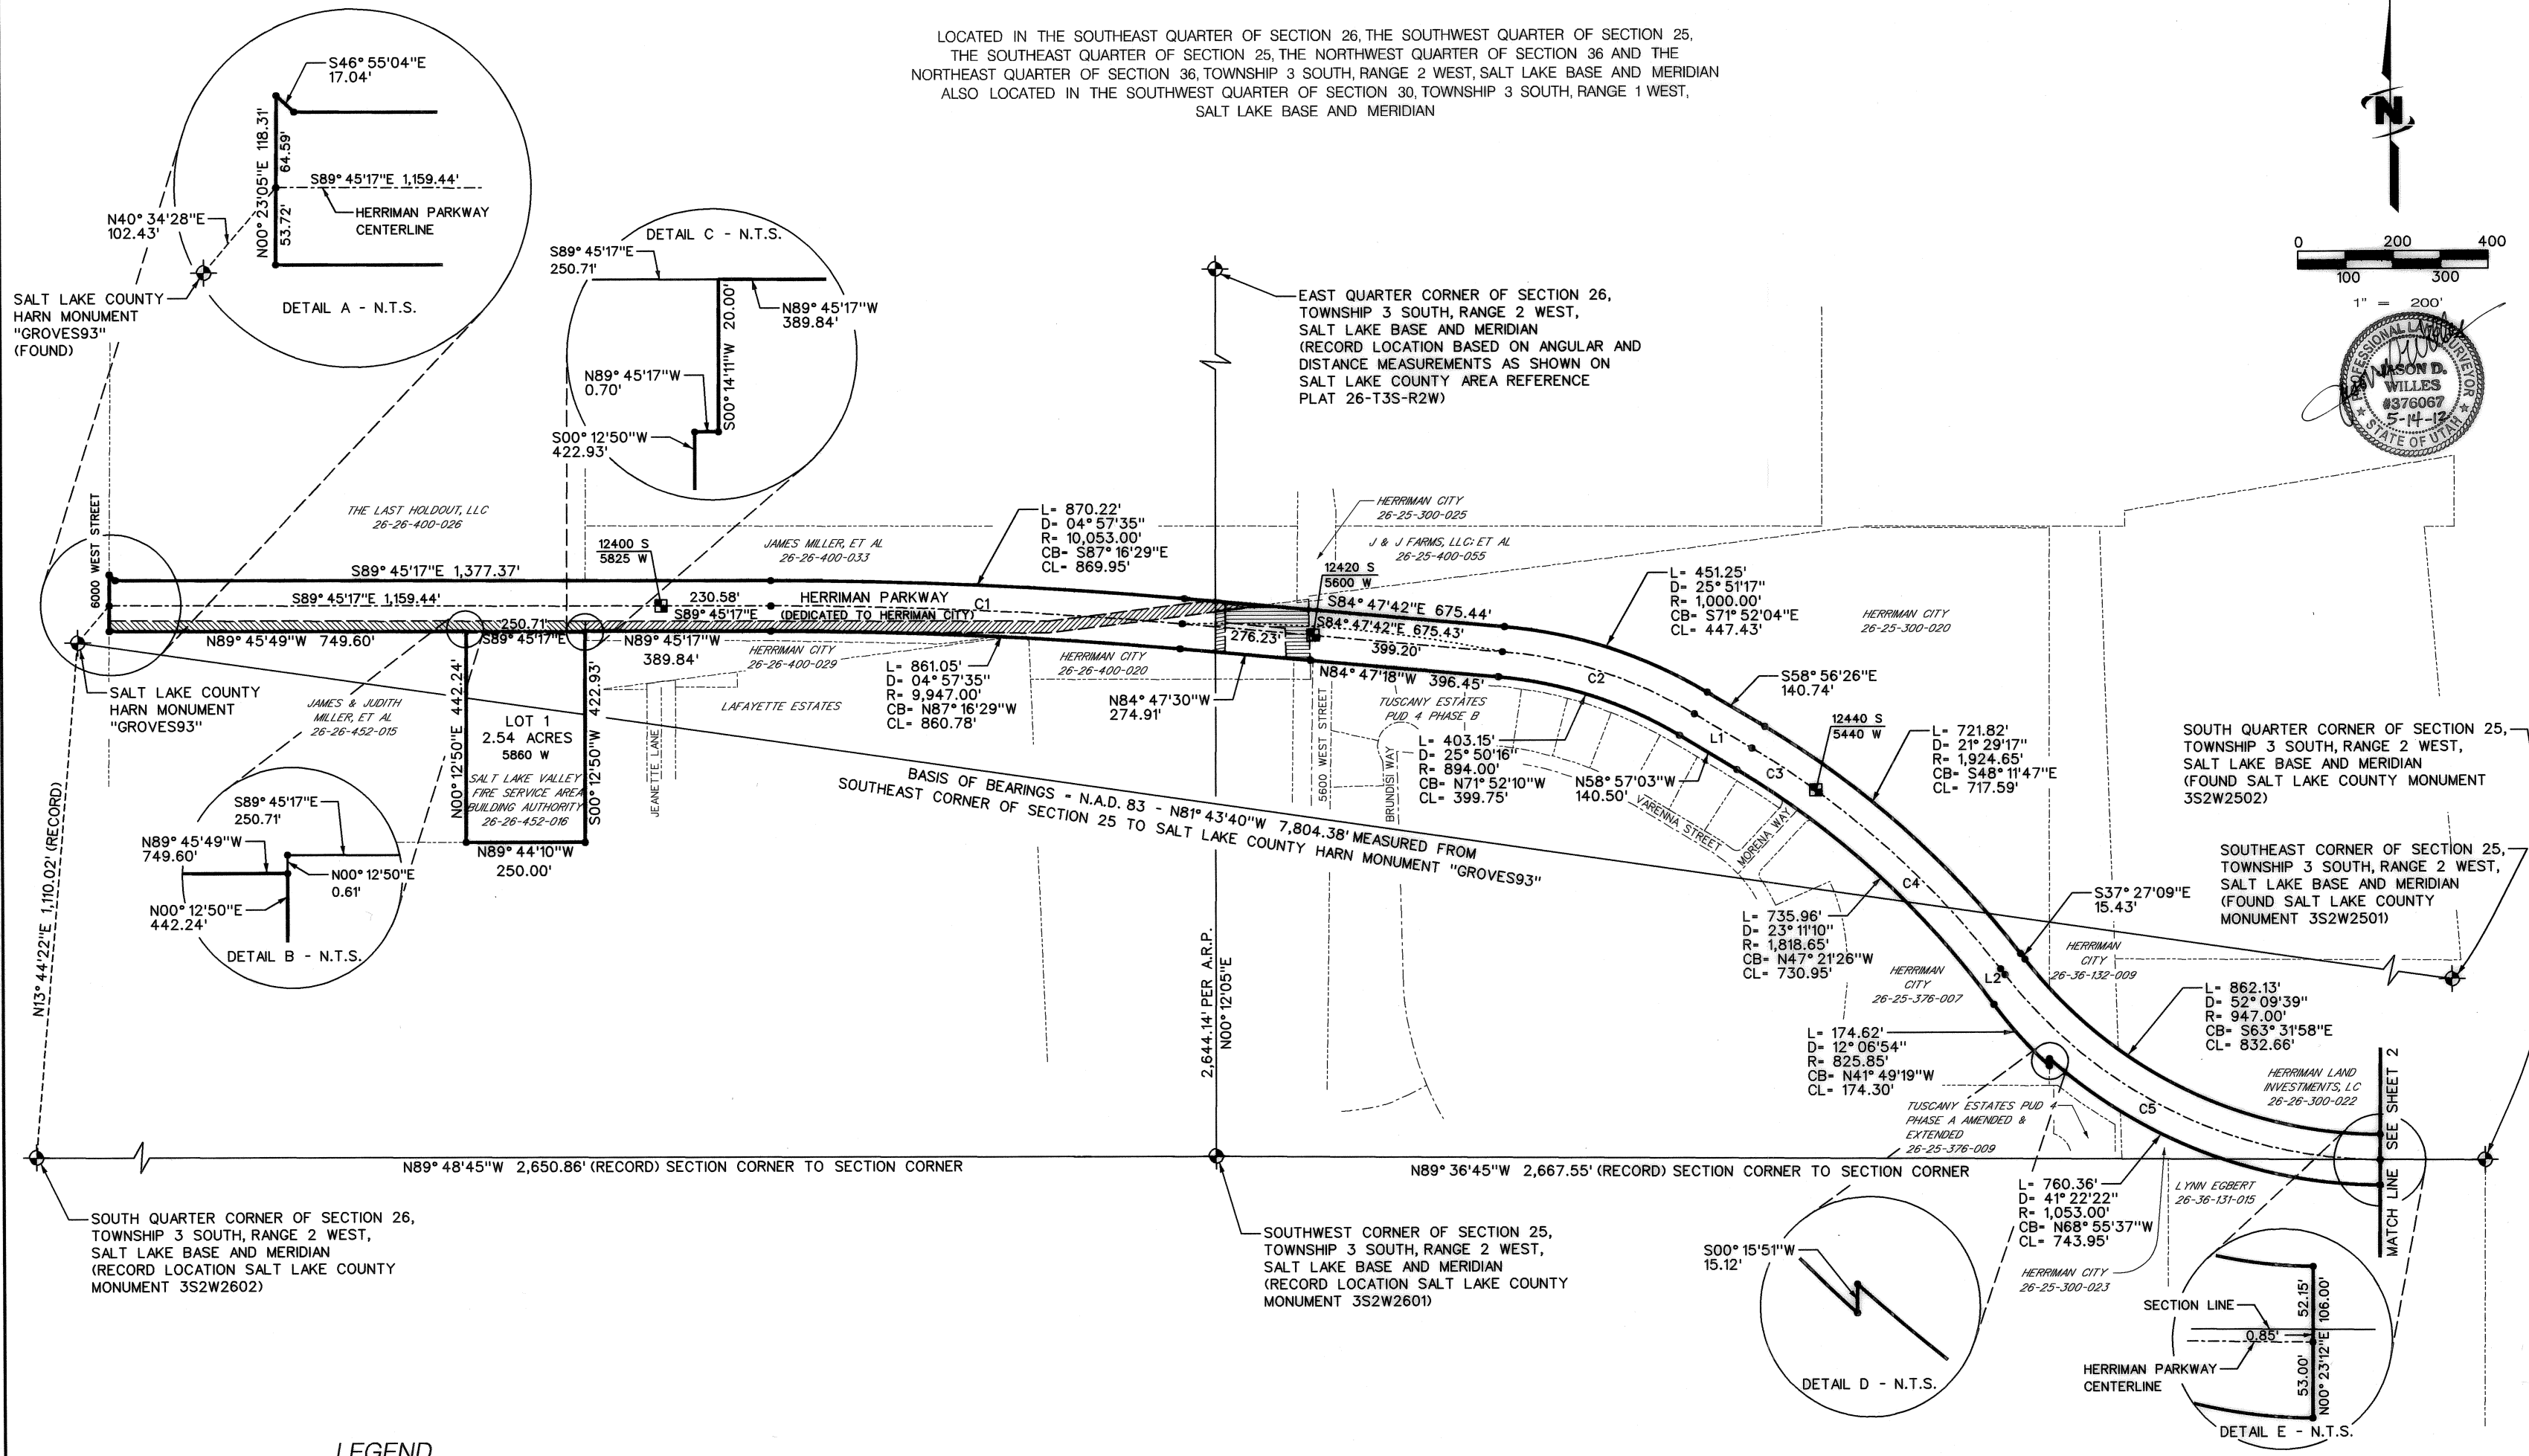 LOCATED IN THE SOUTHEAST QUARTER OF SECTION 26, THE SOUTHWEST QUARTER OF SECTION 25,
THE SOUTHEAST QUARTER OF SECTION 25, THE NORTHWEST QUARTER OF SECTION 36 AND THE
NORTHEAST QUARTER OF SECTION 36, TOWNSHIP 3 SOUTH, RANGE 2 WEST, SALT LAKE BASE AND MERIDIAN
ALSO LOCATED IN THE SOUTHWEST QUARTER OF SECTION 30, TOWNSHIP 3 SOUTH, RANGE 1 WEST,
SALT LAKE BASE AND MERIDIAN
N
0 200 400
100 300
1" = 200'
PROFESSIONAL LAND SURVEYOR
JASON D.
WILLES
#376067
5-14-12
STATE OF UTAH
S46°55'04"E
17.04'
N00°23'05"E 118.31'
64.59'
53.72'
S89°45'17"E 1,159.44'
HERRIMAN PARKWAY
CENTERLINE
N40°34'28"E
102.43'
SALT LAKE COUNTY
HARN MONUMENT
"GROVES93"
(FOUND)
DETAIL A - N.T.S.
DETAIL C - N.T.S.
S89°45'17"E
250.71'
N89°45'17"W
389.84'
S00°14'11"W 20.00'
N89°45'17"W
0.70'
S00°12'50"W
422.93'
EAST QUARTER CORNER OF SECTION 26,
TOWNSHIP 3 SOUTH, RANGE 2 WEST,
SALT LAKE BASE AND MERIDIAN
(RECORD LOCATION BASED ON ANGULAR AND
DISTANCE MEASUREMENTS AS SHOWN ON
SALT LAKE COUNTY AREA REFERENCE
PLAT 26-T3S-R2W)
6000 WEST STREET
THE LAST HOLDOUT, LLC
26-26-400-026
12400 S
5825 W
JAMES MILLER, ET AL
26-26-400-033
L= 870.22'
D= 04°57'35"
R= 10,053.00'
CB= S87°16'29"E
CL= 869.95'
HERRIMAN CITY
26-25-300-025
J & J FARMS, LLC; ET AL
26-25-400-055
12420 S
5600 W
L= 451.25'
D= 25°51'17"
R= 1,000.00'
CB= S71°52'04"E
CL= 447.43'
HERRIMAN CITY
26-25-300-020
S89°45'17"E 1,377.37'
S89°45'17"E 1,159.44'
230.58'
S89°45'17"E
HERRIMAN PARKWAY
(DEDICATED TO HERRIMAN CITY)
C1
S84°47'42"E 675.44'
S84°47'42"E 675.43'
276.23'
399.20'
N89°45'49"W 749.60'
250.71'
S89°45'17"E
N89°45'17"W
389.84'
HERRIMAN CITY
26-26-400-029
L= 861.05'
D= 04°57'35"
R= 9,947.00'
CB= N87°16'29"W
CL= 860.78'
HERRIMAN CITY
26-26-400-020
N84°47'30"W
274.91'
N84°47'18"W 396.45'
C2
S58°56'26"E
140.74'
SALT LAKE COUNTY
HARN MONUMENT
"GROVES93"
JAMES & JUDITH
MILLER, ET AL
26-26-452-015
N00°12'50"E 442.24'
LOT 1
2.54 ACRES
5860 W
SALT LAKE VALLEY
FIRE SERVICE AREA
BUILDING AUTHORITY
26-26-452-016
S00°12'50"W 422.93'
N89°44'10"W
250.00'
JEANETTE LANE
LAFAYETTE ESTATES
5600 WEST STREET
TUSCANY ESTATES
PUD 4 PHASE B
BRUNDISI WAY
L= 403.15'
D= 25°50'16"
R= 894.00'
CB= N71°52'10"W
CL= 399.75'
L1
C3
12440 S
5440 W
N58°57'03"W
140.50'
VARENNA STREET
MORENA WAY
L= 721.82'
D= 21°29'17"
R= 1,924.65'
CB= S48°11'47"E
CL= 717.59'
SOUTH QUARTER CORNER OF SECTION 25,
TOWNSHIP 3 SOUTH, RANGE 2 WEST,
SALT LAKE BASE AND MERIDIAN
(FOUND SALT LAKE COUNTY MONUMENT
3S2W2502)
SOUTHEAST CORNER OF SECTION 25,
TOWNSHIP 3 SOUTH, RANGE 2 WEST,
SALT LAKE BASE AND MERIDIAN
(FOUND SALT LAKE COUNTY
MONUMENT 3S2W2501)
BASIS OF BEARINGS - N.A.D. 83 - N81°43'40"W 7,804.38' MEASURED FROM
SOUTHEAST CORNER OF SECTION 25 TO SALT LAKE COUNTY HARN MONUMENT "GROVES93"
S89°45'17"E
250.71'
N89°45'49"W
749.60'
N00°12'50"E
0.61'
N00°12'50"E
442.24'
DETAIL B - N.T.S.
N13°44'22"E 1,110.02' (RECORD)
2,644.14' PER A.R.P.
N00°12'05"E
C4
S37°27'09"E
15.43'
L= 735.96'
D= 23°11'10"
R= 1,818.65'
CB= N47°21'26"W
CL= 730.95'
HERRIMAN
CITY
26-25-376-007
L2
HERRIMAN
CITY
26-36-132-009
L= 862.13'
D= 52°09'39"
R= 947.00'
CB= S63°31'58"E
CL= 832.66'
L= 174.62'
D= 12°06'54"
R= 825.85'
CB= N41°49'19"W
CL= 174.30'
HERRIMAN LAND
INVESTMENTS, LC
26-26-300-022
MATCH LINE SEE SHEET 2
TUSCANY ESTATES PUD 4
PHASE A AMENDED &
EXTENDED
26-25-376-009
C5
N89°48'45"W 2,650.86' (RECORD) SECTION CORNER TO SECTION CORNER
N89°36'45"W 2,667.55' (RECORD) SECTION CORNER TO SECTION CORNER
L= 760.36'
D= 41°22'22"
R= 1,053.00'
CB= N68°55'37"W
CL= 743.95'
LYNN EGBERT
26-36-131-015
HERRIMAN CITY
26-25-300-023
SOUTH QUARTER CORNER OF SECTION 26,
TOWNSHIP 3 SOUTH, RANGE 2 WEST,
SALT LAKE BASE AND MERIDIAN
(RECORD LOCATION SALT LAKE COUNTY
MONUMENT 3S2W2602)
SOUTHWEST CORNER OF SECTION 25,
TOWNSHIP 3 SOUTH, RANGE 2 WEST,
SALT LAKE BASE AND MERIDIAN
(RECORD LOCATION SALT LAKE COUNTY
MONUMENT 3S2W2601)
S00°15'51"W
15.12'
DETAIL D - N.T.S.
SECTION LINE
0.85'
52.15'
53.00'
N00°23'12"E 106.00'
HERRIMAN PARKWAY
CENTERLINE
DETAIL E - N.T.S.
LEGEND